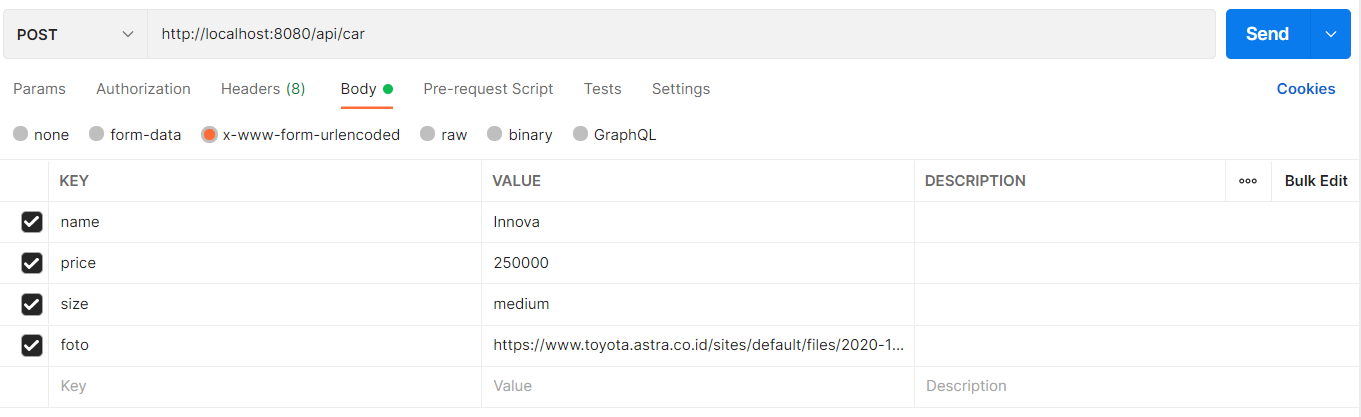 POST http://localhost:8080/api/car Send
Params Authorization Headers (8) Body Pre-request Script Tests Settings Cookies
none form-data x-www-form-urlencoded raw binary GraphQL
KEY VALUE DESCRIPTION ooo Bulk Edit
name Innova
price 250000
size medium
foto https://www.toyota.astra.co.id/sites/default/files/2020-1...
Key Value Description